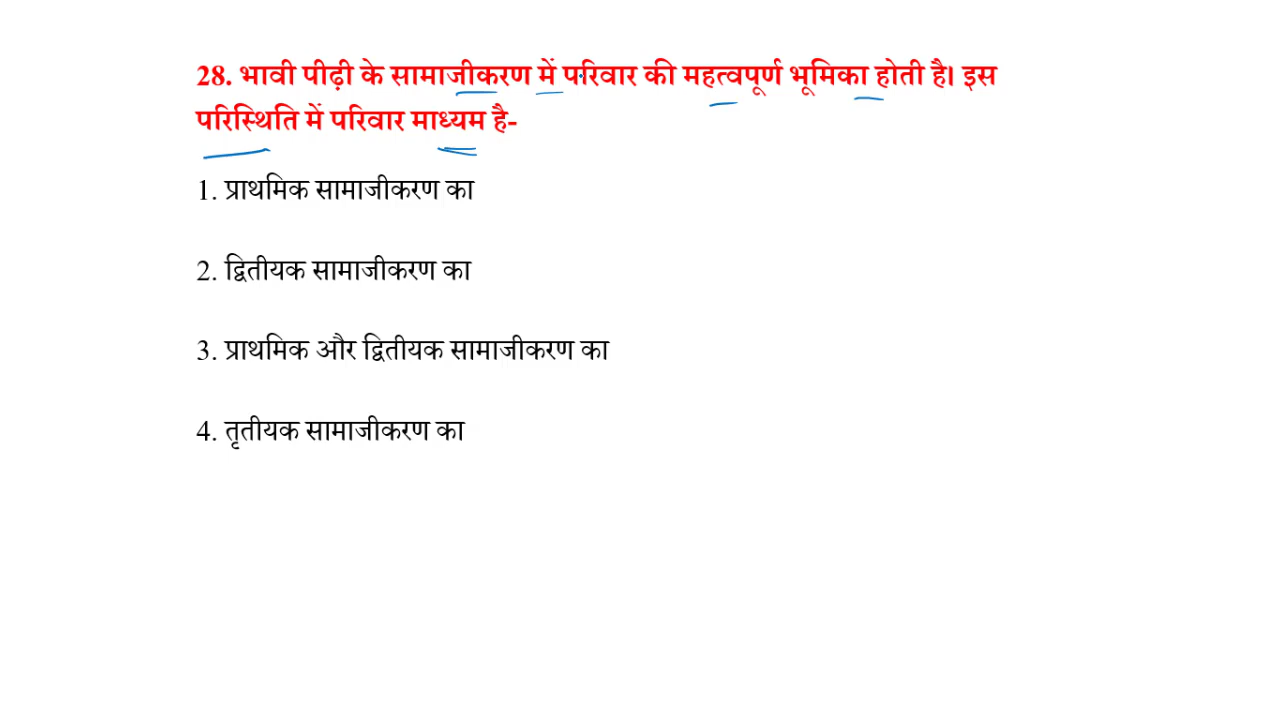 28. भावी पीढ़ी के सामाजीकरण में परिवार की महत्वपूर्ण भूमिका होती है। इस
परिस्थिति में परिवार माध्यम है-
1. प्राथमिक सामाजीकरण का
2. द्वितीयक सामाजीकरण का
3. प्राथमिक और द्वितीयक सामाजीकरण का
4. तृतीयक सामाजीकरण का